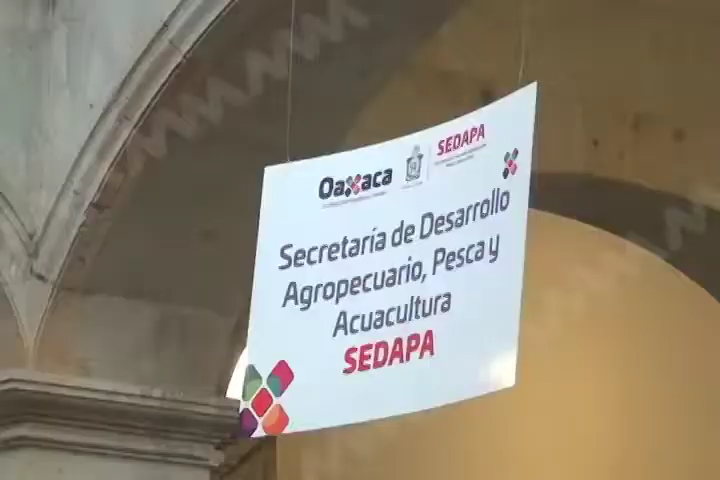 Oaxaca
SEDAPA
Secretaría de Desarrollo
Agropecuario, Pesca y
Acuacultura
SEDAPA